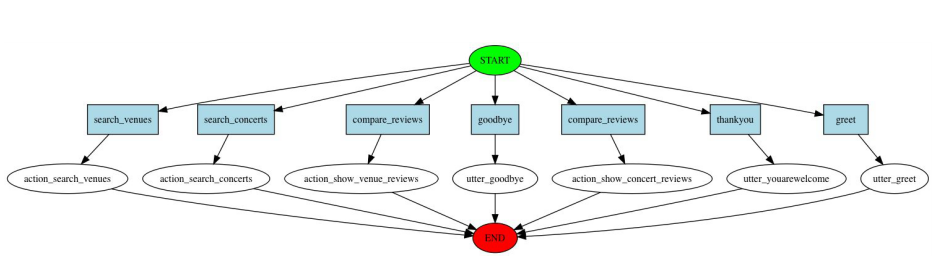 START
search_venues
search_concerts
compare_reviews
goodbye
compare_reviews
thankyou
greet
action_search_venues
action_search_concerts
action_show_venue_reviews
utter_goodbye
action_show_concert_reviews
utter_youarewelcome
utter_greet
END